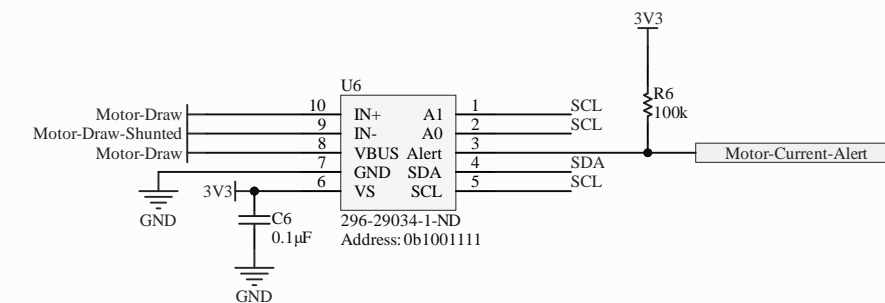 3V3
U6
R6
100k
Motor-Draw 10 IN+ A1 1 SCL
Motor-Draw-Shunted 9 IN- A0 2 SCL
Motor-Draw 8 VBUS Alert 3 Motor-Current-Alert
7 GND SDA 4 SDA
3V3 6 VS SCL 5 SCL
GND
C6
0.1µF
296-29034-1-ND
Address: 0b1001111
GND